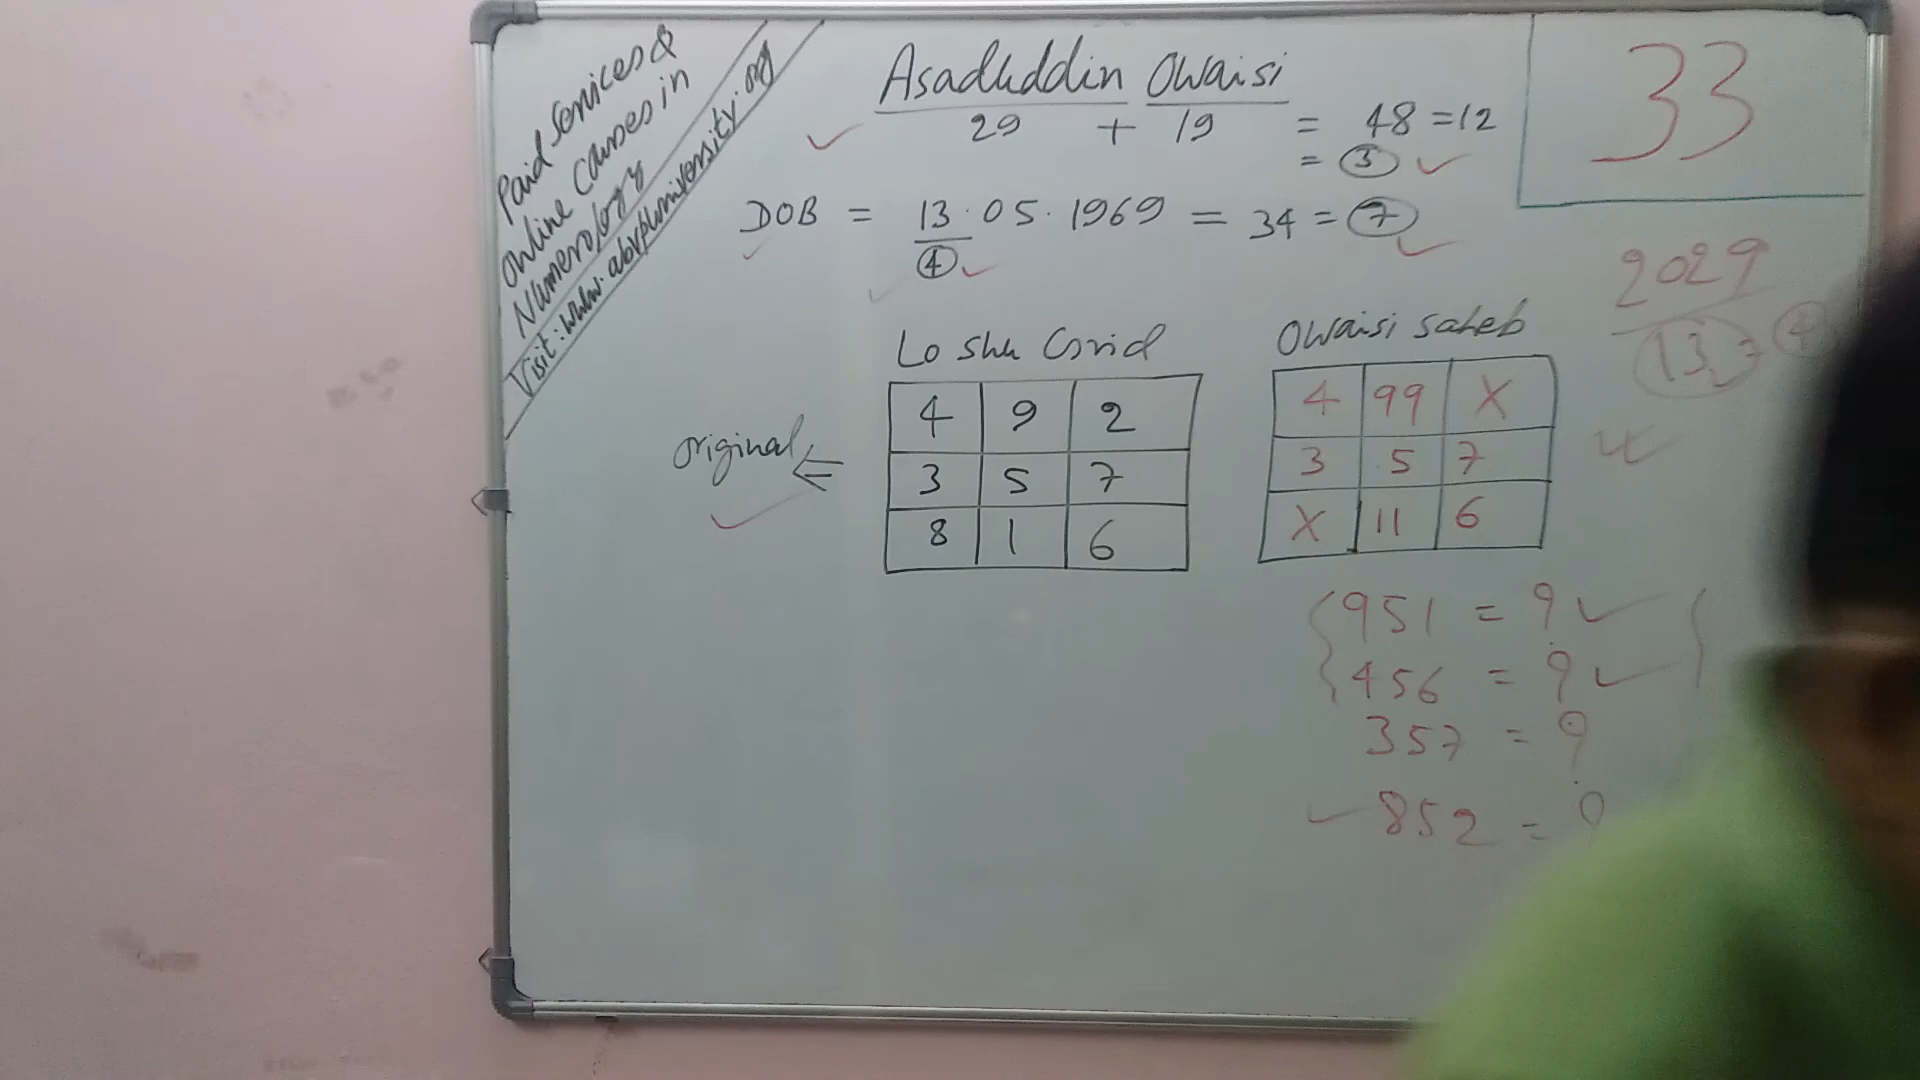 Paid Services &
Online Courses in
Numerology
Visit: www.abvpluniversity.org
Asaduddin Owaisi
29 + 19 = 48 = 12
= 3
33
DOB = 13.05.1969 = 34 = 7
4
2029
13 = 4
Lo Shu Grid
Owaisi Saheb
original ⇐
4 9 2
3 5 7
8 1 6
4 99 X
3 5 7
X 11 6
951 = 9
456 = 9
357 = 9
852 = 9